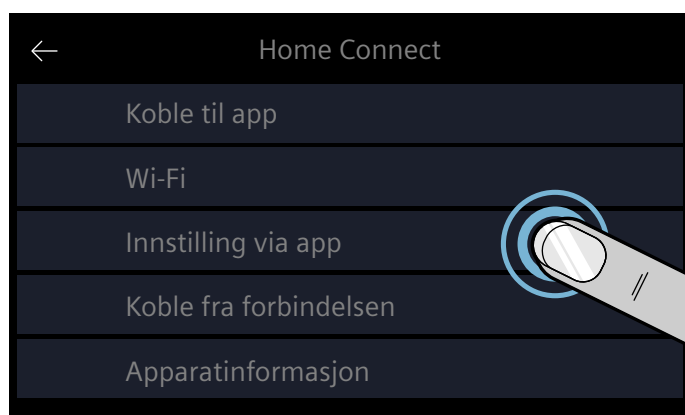 Home Connect
Koble til app
Wi-Fi
Innstilling via app
Koble fra forbindelsen
Apparatinformasjon